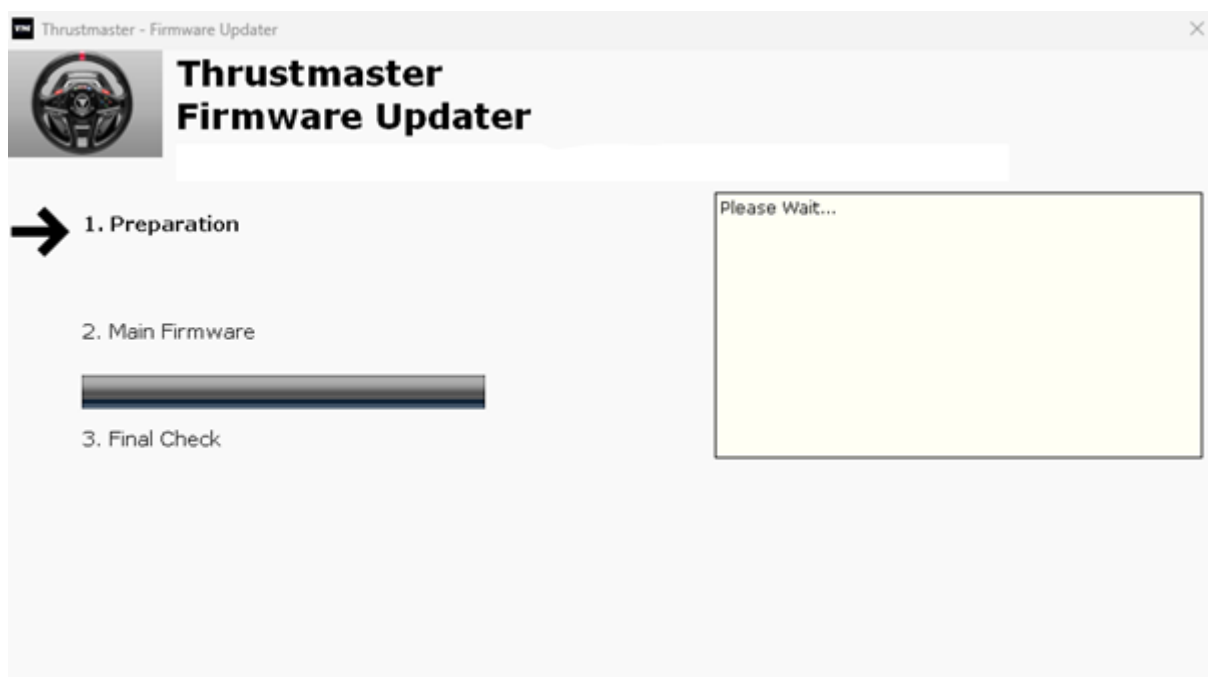 Thrustmaster - Firmware Updater
Thrustmaster
Firmware Updater
1. Preparation
Please Wait...
2. Main Firmware
3. Final Check